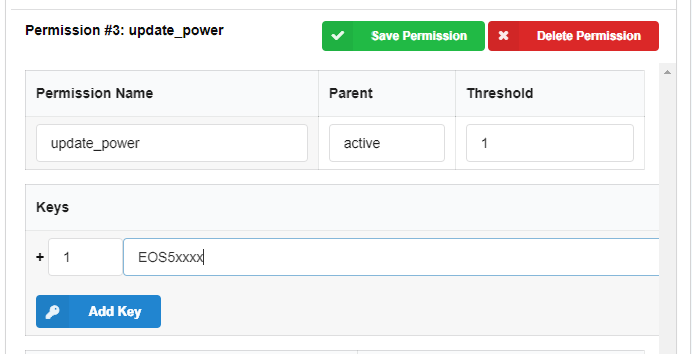 Permission #3: update_power
Save Permission
Delete Permission
Permission Name Parent Threshold
update_power active 1
Keys
+ 1 EOS5xxxx
Add Key